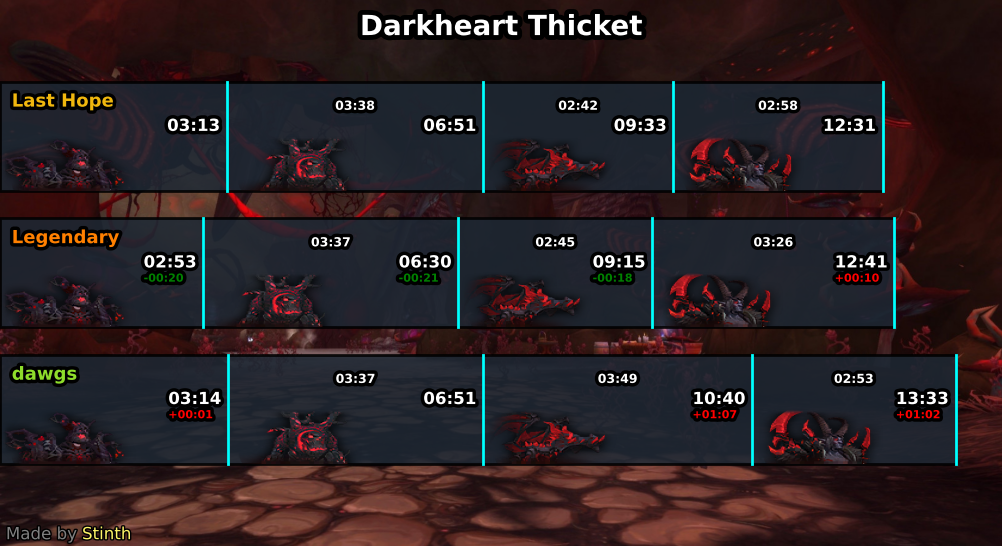 Darkheart Thicket
Last Hope
03:38 02:42 02:58
03:13 06:51 09:33 12:31
Legendary
03:37 02:45 03:26
02:53 06:30 09:15 12:41
-00:20 -00:21 -00:18 +00:10
dawgs
03:37 03:49 02:53
03:14 06:51 10:40 13:33
+00:01 +01:07 +01:02
Made by Stinth